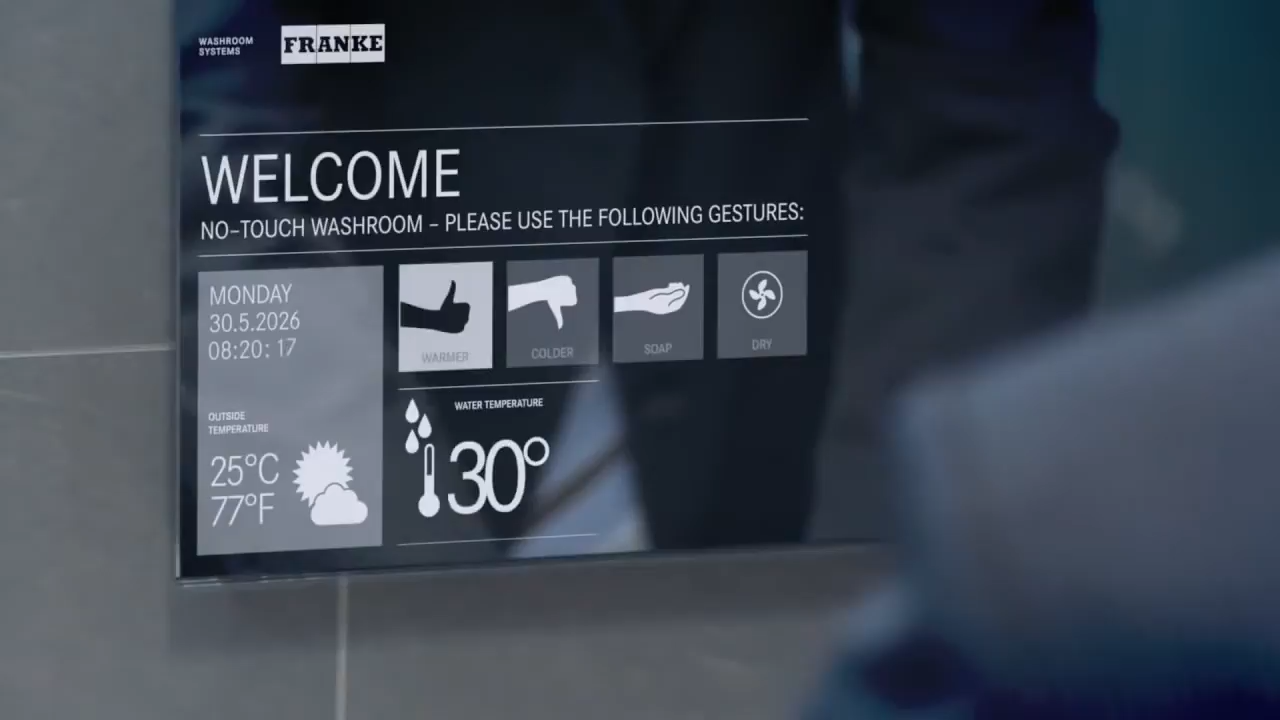 WASHROOM
SYSTEMS
FRANKE
WELCOME
NO-TOUCH WASHROOM - PLEASE USE THE FOLLOWING GESTURES:
MONDAY
30.5.2026
08:20:17
OUTSIDE
TEMPERATURE
25°C
77°F
WARMER
COLDER
SOAP
DRY
WATER TEMPERATURE
30°